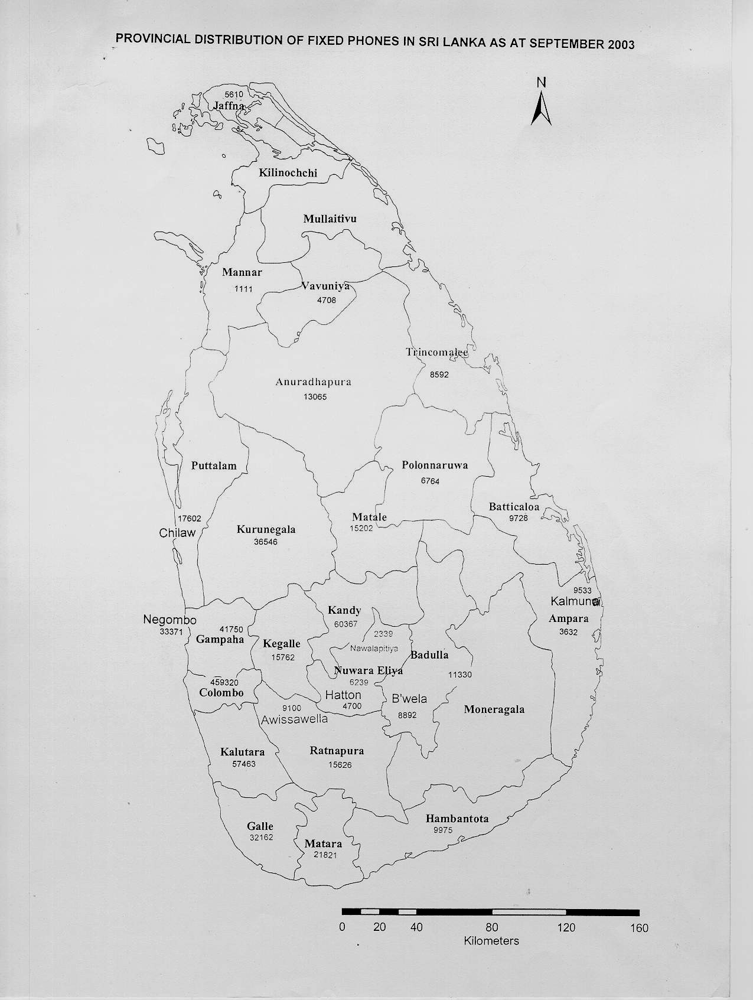 PROVINCIAL DISTRIBUTION OF FIXED PHONES IN SRI LANKA AS AT SEPTEMBER 2003
N
5610
Jaffna
Kilinochchi
Mullaitivu
Mannar
1111
Vavuniya
4708
Trincomalee
8592
Anuradhapura
13065
Puttalam
Polonnaruwa
6764
Batticaloa
9728
17602
Chilaw
Kurunegala
36546
Matale
15202
9533
Kalmunai
Ampara
3632
Kandy
60367
Negombo
33371
41750
Gampaha
Kegalle
15762
2339
Nawalapitiya
Badulla
11330
Nuwara Eliya
6239
459320
Colombo
Hatton
4700
B'wela
8892
Moneragala
9100
Awissawella
Kalutara
57463
Ratnapura
15626
Galle
32162
Matara
21821
Hambantota
9975
0 20 40 80 120 160
Kilometers